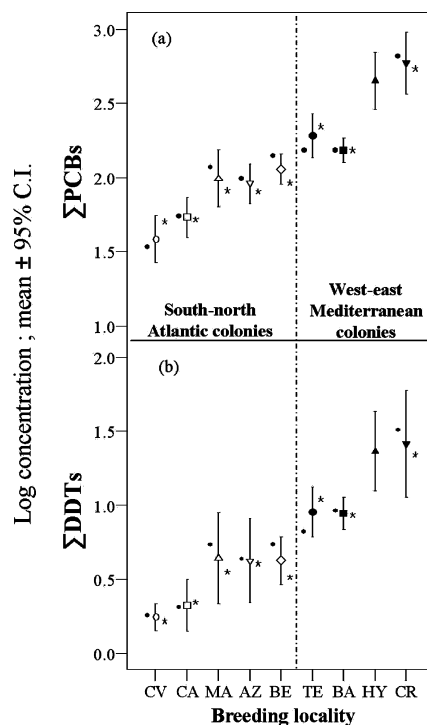 Log concentration ; mean ± 95% C.I.
∑PCBs
3.0
2.5
2.0
1.5
1.0
(a)
South-north
Atlantic colonies
West-east
Mediterranean
colonies
∑DDTs
2.0
1.5
1.0
0.5
0.0
(b)
CV CA MA AZ BE TE BA HY CR
Breeding locality